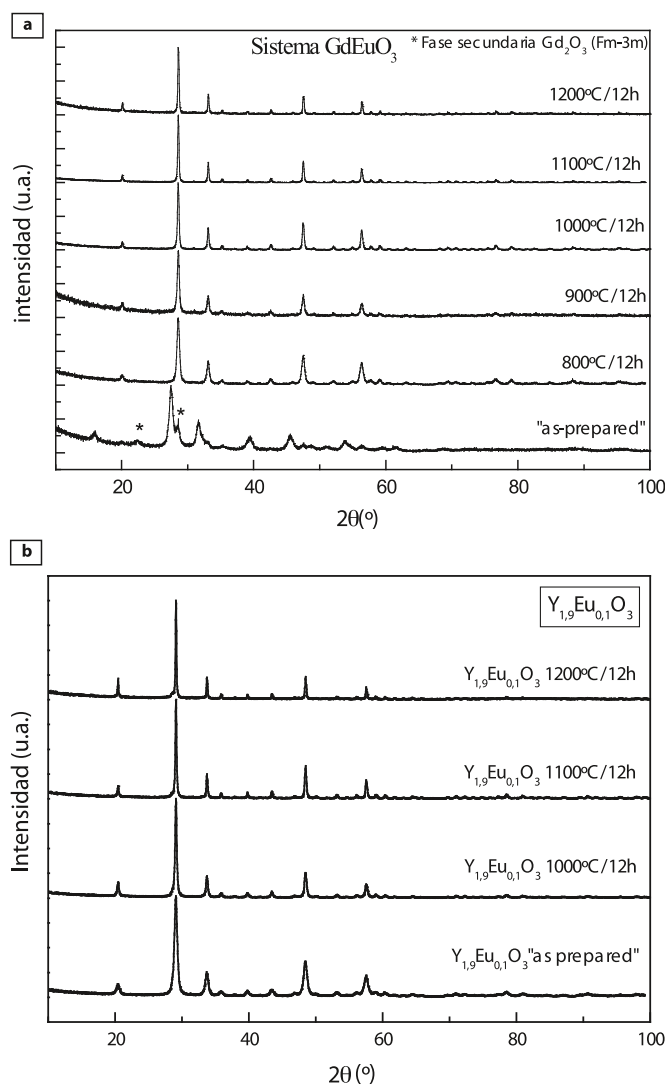 a
Sistema GdEuO3
* Fase secundaria Gd2O3 (Fm-3m)
1200ºC/12h
1100ºC/12h
1000ºC/12h
900ºC/12h
800ºC/12h
"as-prepared"
*
*
intensidad (u.a.)
20 40 60 80 100
2θ(º)
b
Y1,9Eu0,1O3
Y1,9Eu0,1O3 1200ºC/12h
Y1,9Eu0,1O3 1100ºC/12h
Y1,9Eu0,1O3 1000ºC/12h
Y1,9Eu0,1O3"as prepared"
Intensidad (u.a.)
20 40 60 80 100
2θ(º)